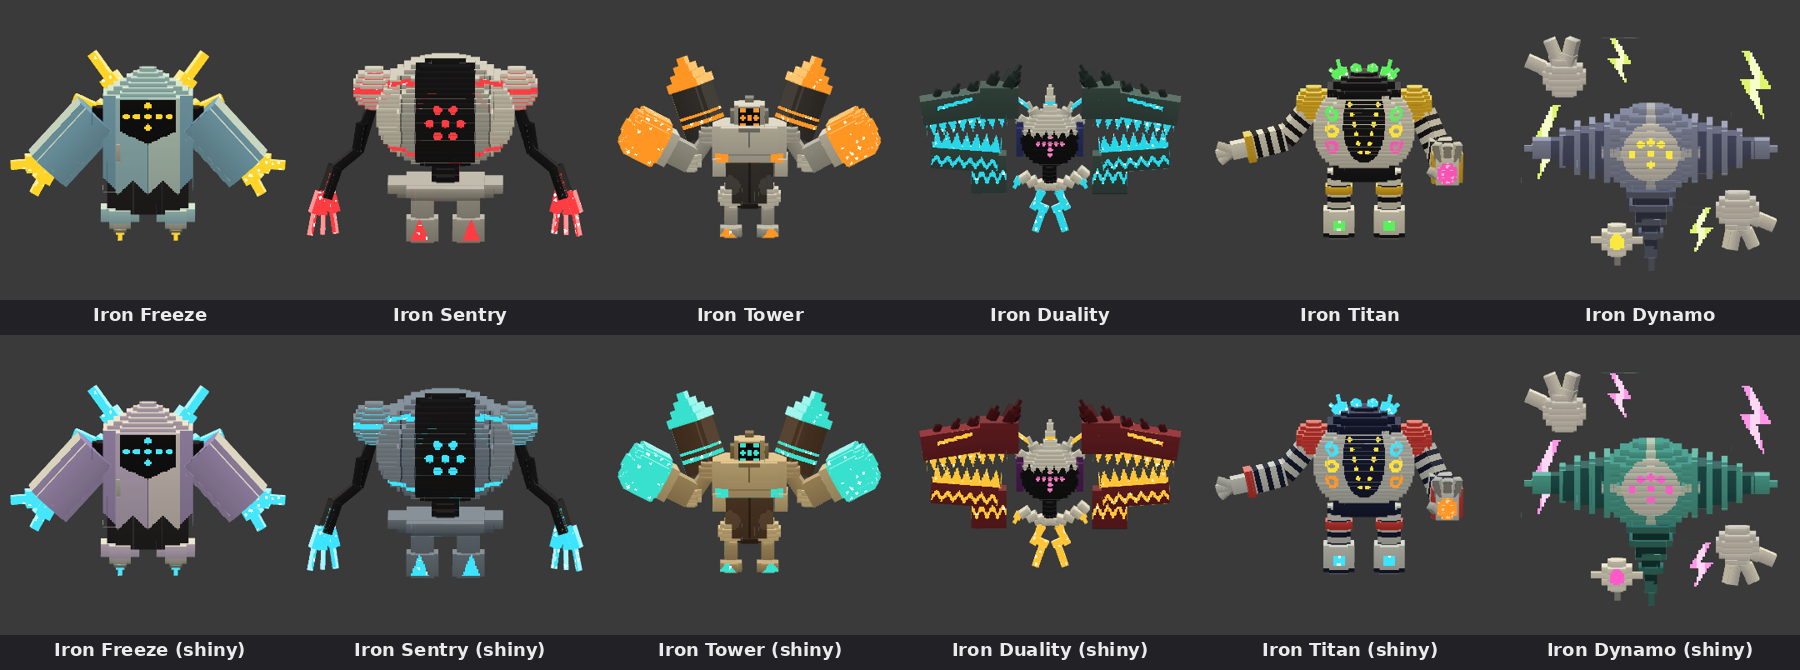 Iron Freeze
Iron Sentry
Iron Tower
Iron Duality
Iron Titan
Iron Dynamo
Iron Freeze (shiny)
Iron Sentry (shiny)
Iron Tower (shiny)
Iron Duality (shiny)
Iron Titan (shiny)
Iron Dynamo (shiny)